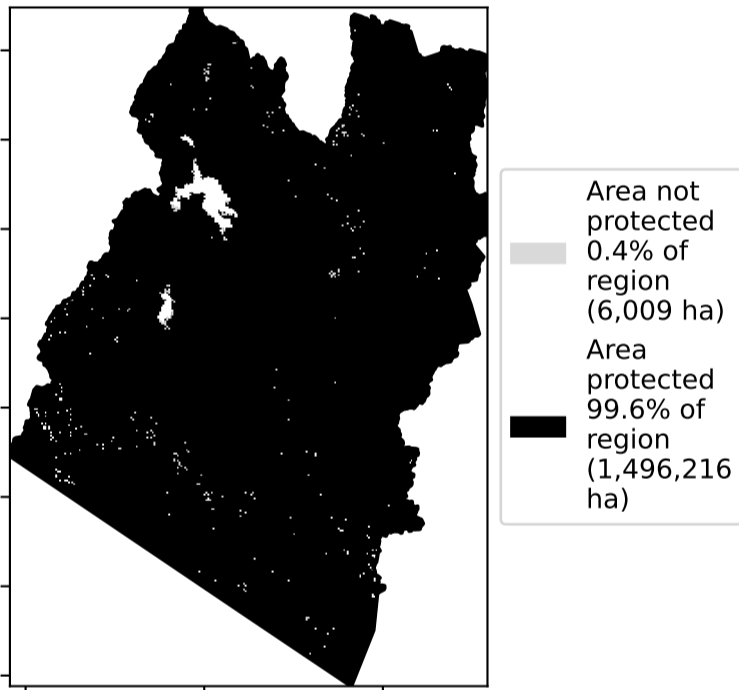 Area not
protected
0.4% of
region
(6,009 ha)
Area
protected
99.6% of
region
(1,496,216
ha)